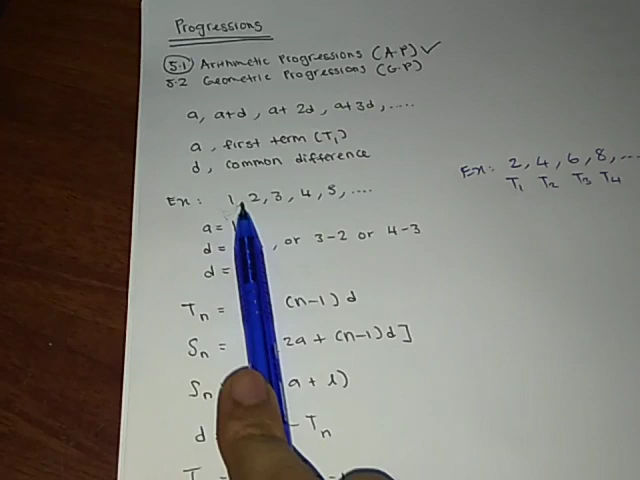 Progressions
5.1 Arithmetic Progressions (A.P) ✓
5.2 Geometric Progressions (G.P)
a, a+d, a+ 2d, a+3d, .....
a, first term (T₁)
d, common difference
Ex: 1, 2, 3, 4, 5, ....
a=
d= , or 3-2 or 4-3
d=
Tn = (n-1) d
Sn = 2a + (n-1)d]
Sn a + l)
d - Tn
T
Ex: 2, 4, 6, 8, ...
T₁ T₂ T₃ T₄